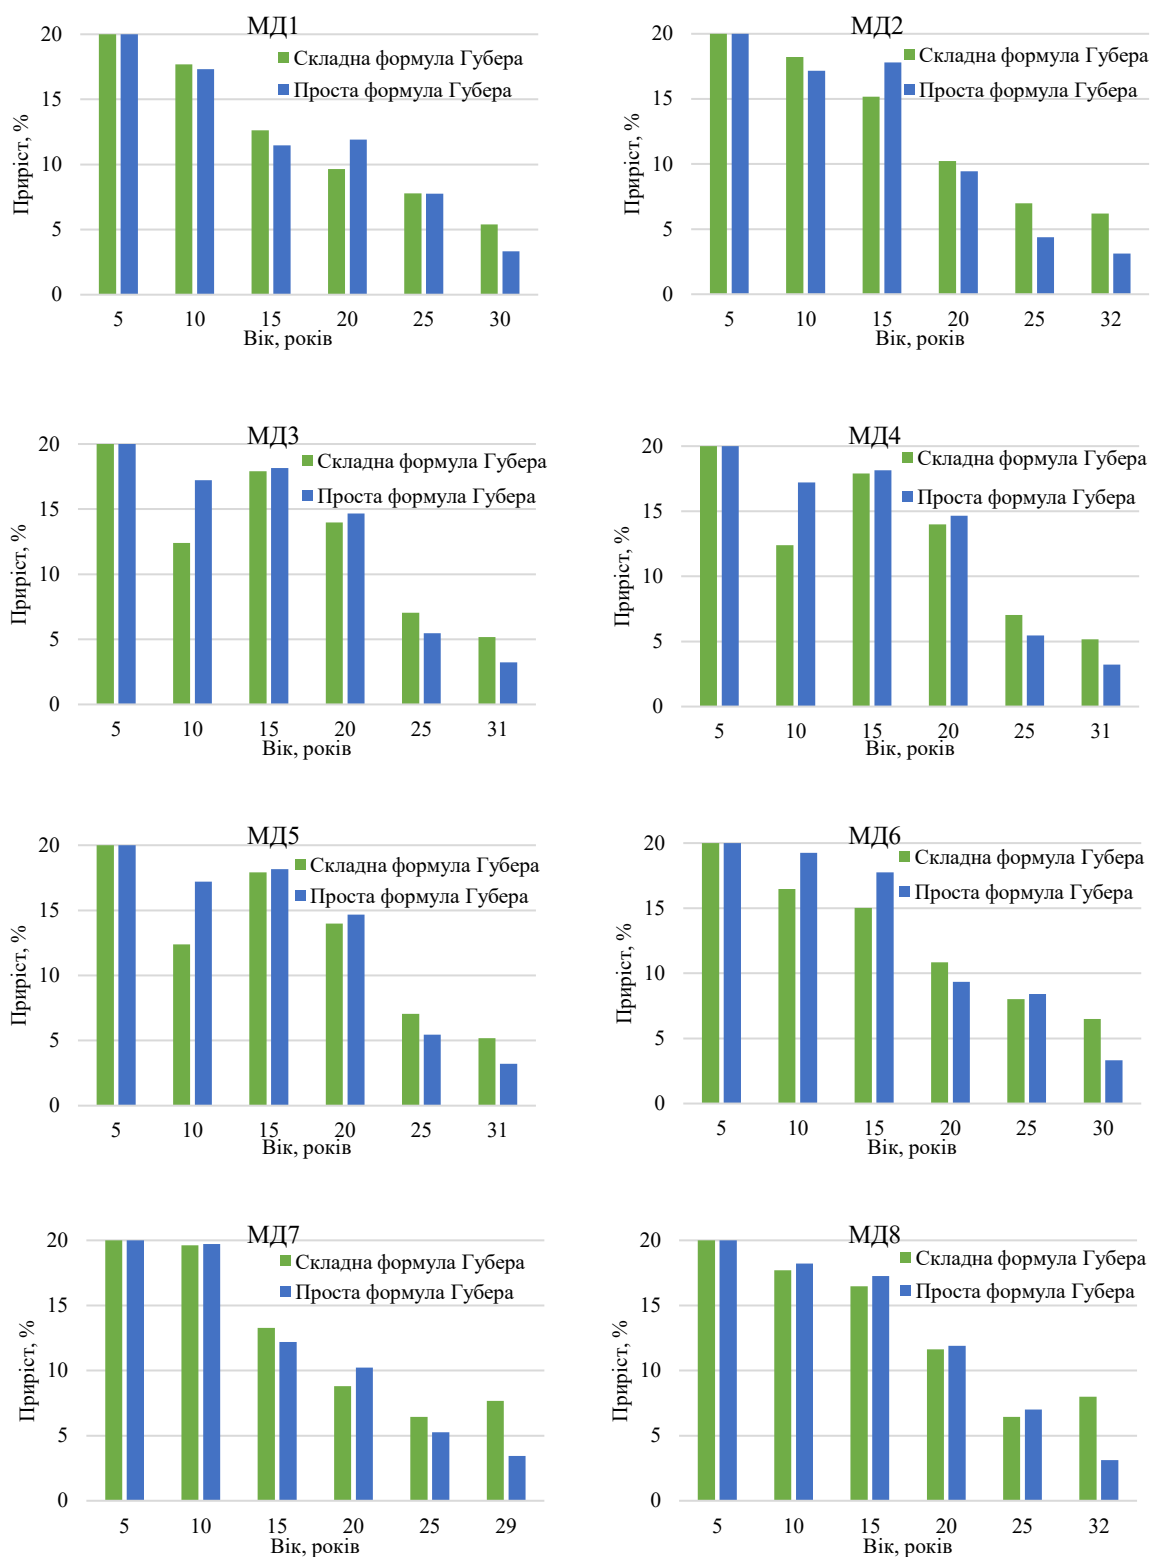 МД1
Складна формула Губера
Проста формула Губера
Приріст, %
20
15
10
5
0
5 10 15 20 25 30
Вік, років
МД2
Складна формула Губера
Проста формула Губера
Приріст, %
20
15
10
5
0
5 10 15 20 25 32
Вік, років
МД3
Складна формула Губера
Проста формула Губера
Приріст, %
20
15
10
5
0
5 10 15 20 25 31
Вік, років
МД4
Складна формула Губера
Проста формула Губера
Приріст, %
20
15
10
5
0
5 10 15 20 25 31
Вік, років
МД5
Складна формула Губера
Проста формула Губера
Приріст, %
20
15
10
5
0
5 10 15 20 25 31
Вік, років
МД6
Складна формула Губера
Проста формула Губера
Приріст, %
20
15
10
5
0
5 10 15 20 25 30
Вік, років
МД7
Складна формула Губера
Проста формула Губера
Приріст, %
20
15
10
5
0
5 10 15 20 25 29
Вік, років
МД8
Складна формула Губера
Проста формула Губера
Приріст, %
20
15
10
5
0
5 10 15 20 25 32
Вік, років